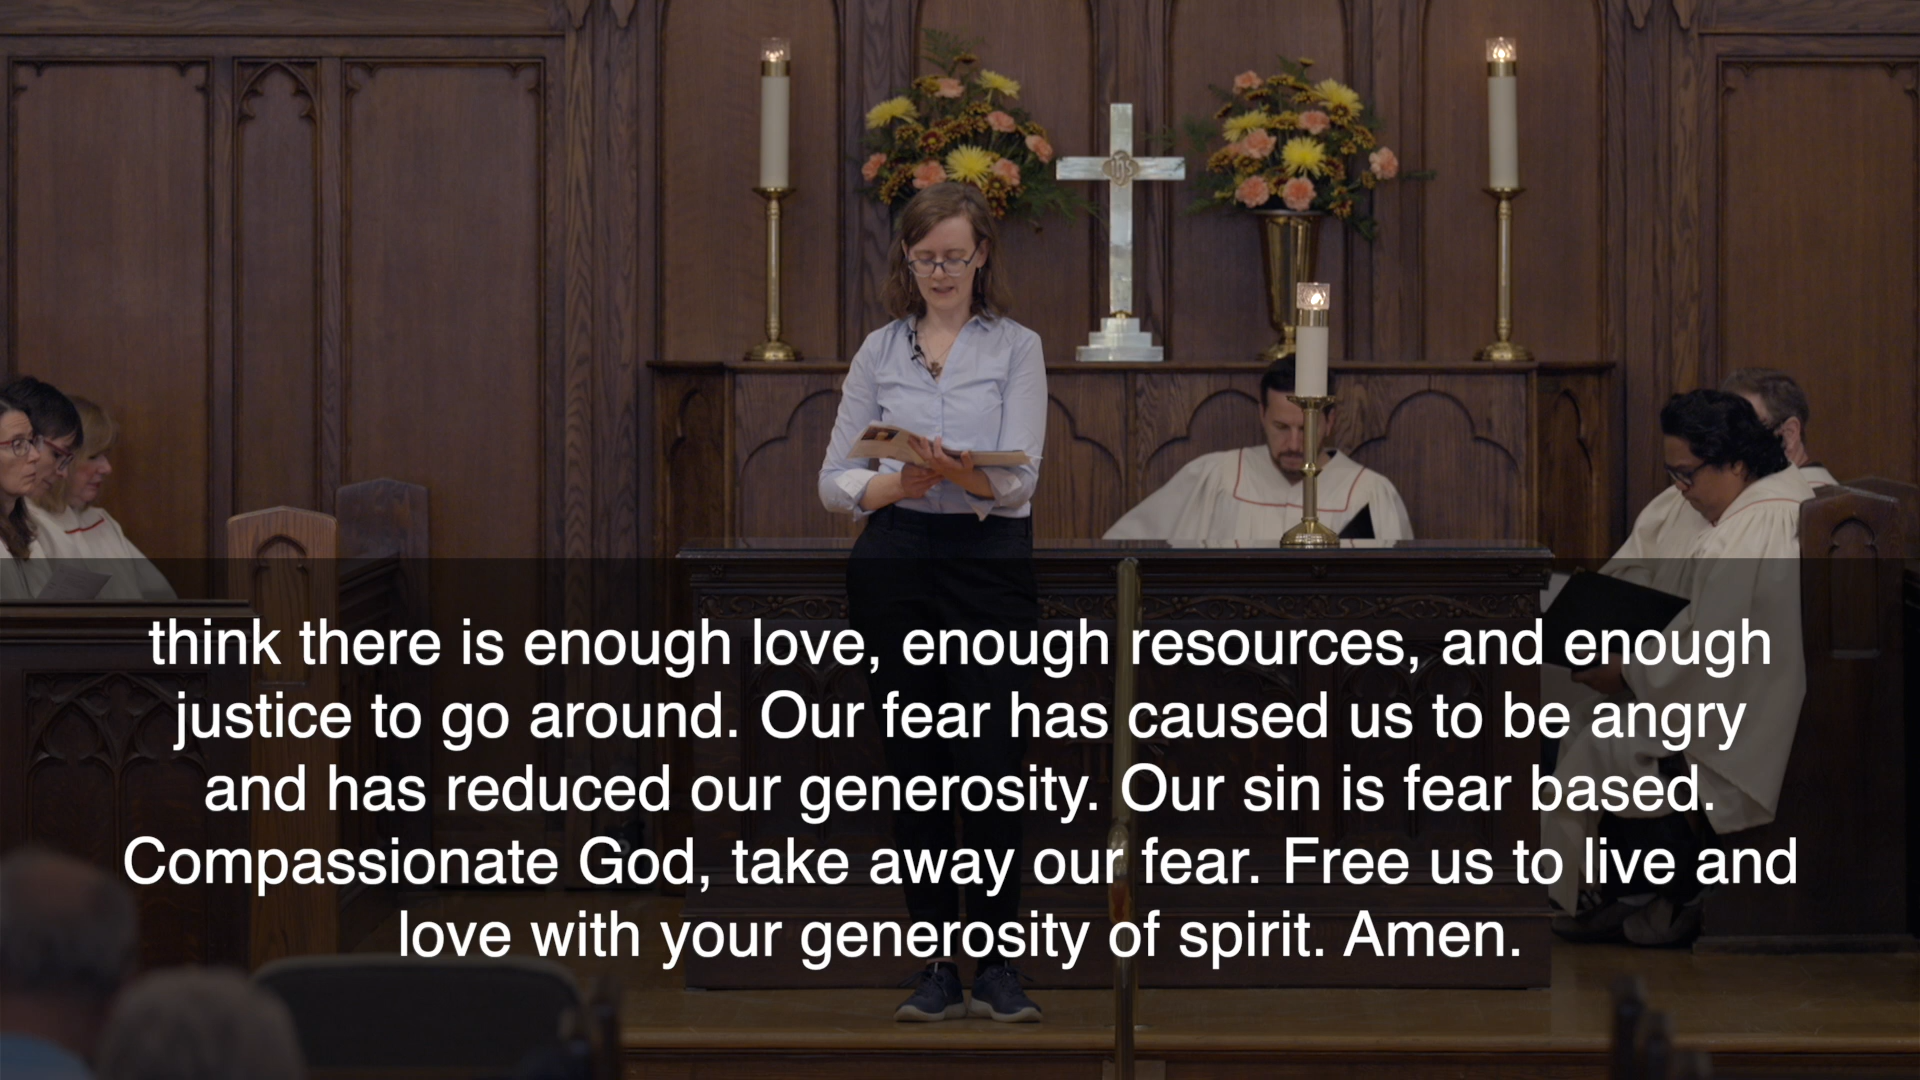 IHS
think there is enough love, enough resources, and enough
justice to go around. Our fear has caused us to be angry
and has reduced our generosity. Our sin is fear based.
Compassionate God, take away our fear. Free us to live and
love with your generosity of spirit. Amen.